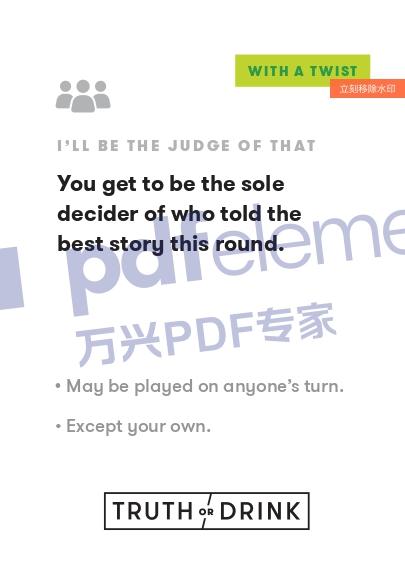 WITH A TWIST
立刻移除水印
I'LL BE THE JUDGE OF THAT
You get to be the sole
decider of who told the
best story this round.
pdfeleme
万兴PDF专家
• May be played on anyone's turn.
• Except your own.
TRUTH OR DRINK